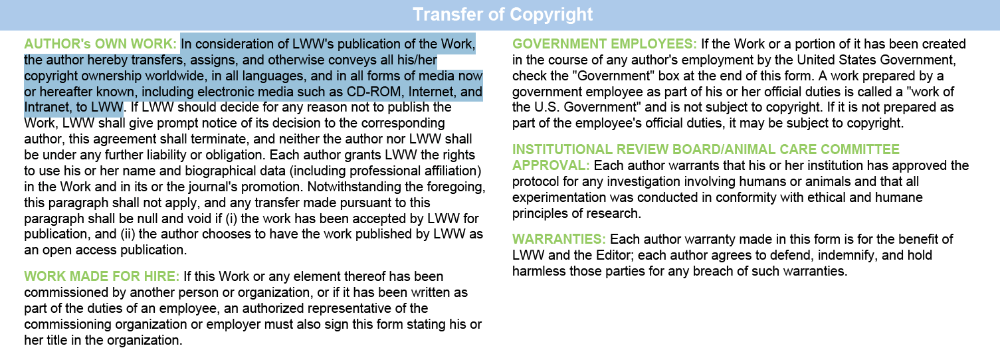 Transfer of Copyright
AUTHOR's OWN WORK: In consideration of LWW's publication of the Work,
the author hereby transfers, assigns, and otherwise conveys all his/her
copyright ownership worldwide, in all languages, and in all forms of media now
or hereafter known, including electronic media such as CD-ROM, Internet, and
Intranet, to LWW. If LWW should decide for any reason not to publish the
Work, LWW shall give prompt notice of its decision to the corresponding
author, this agreement shall terminate, and neither the author nor LWW shall
be under any further liability or obligation. Each author grants LWW the rights
to use his or her name and biographical data (including professional affiliation)
in the Work and in its or the journal's promotion. Notwithstanding the foregoing,
this paragraph shall not apply, and any transfer made pursuant to this
paragraph shall be null and void if (i) the work has been accepted by LWW for
publication, and (ii) the author chooses to have the work published by LWW as
an open access publication.
WORK MADE FOR HIRE: If this Work or any element thereof has been
commissioned by another person or organization, or if it has been written as
part of the duties of an employee, an authorized representative of the
commissioning organization or employer must also sign this form stating his or
her title in the organization.
GOVERNMENT EMPLOYEES: If the Work or a portion of it has been created
in the course of any author's employment by the United States Government,
check the "Government" box at the end of this form. A work prepared by a
government employee as part of his or her official duties is called a "work of
the U.S. Government" and is not subject to copyright. If it is not prepared as
part of the employee's official duties, it may be subject to copyright.
INSTITUTIONAL REVIEW BOARD/ANIMAL CARE COMMITTEE
APPROVAL: Each author warrants that his or her institution has approved the
protocol for any investigation involving humans or animals and that all
experimentation was conducted in conformity with ethical and humane
principles of research.
WARRANTIES: Each author warranty made in this form is for the benefit of
LWW and the Editor; each author agrees to defend, indemnify, and hold
harmless those parties for any breach of such warranties.